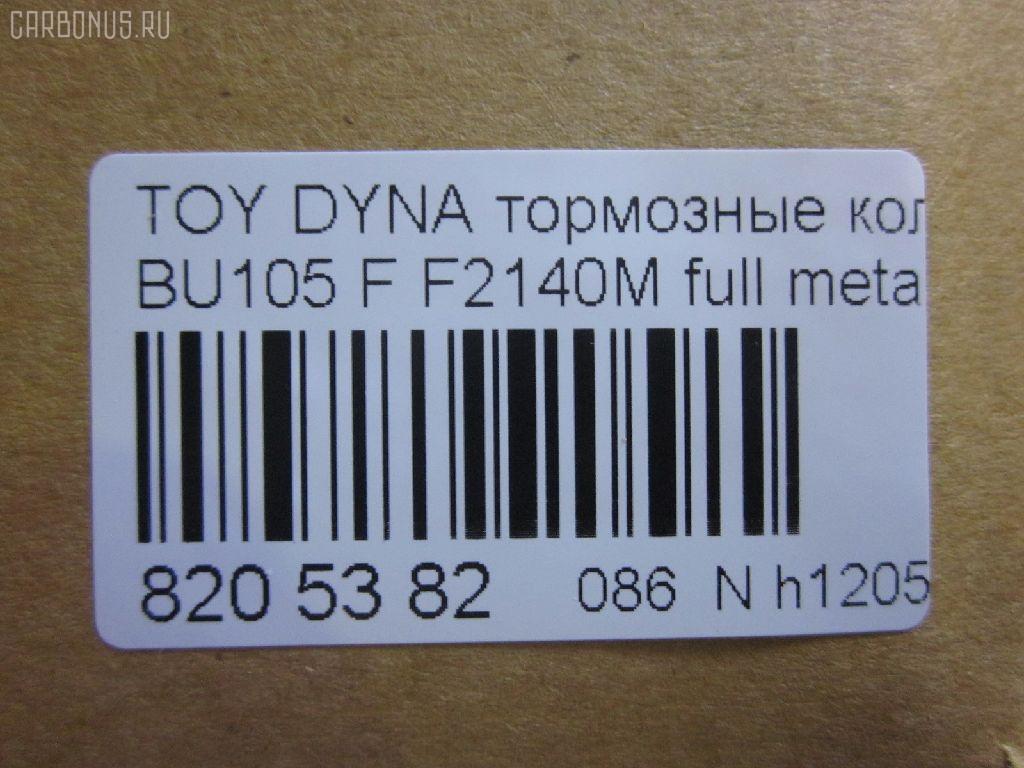 CARBONUS.RU
TOY DYNA тормозные кол
BU105 F F2140M full meta
820 53 82 086 N h1205